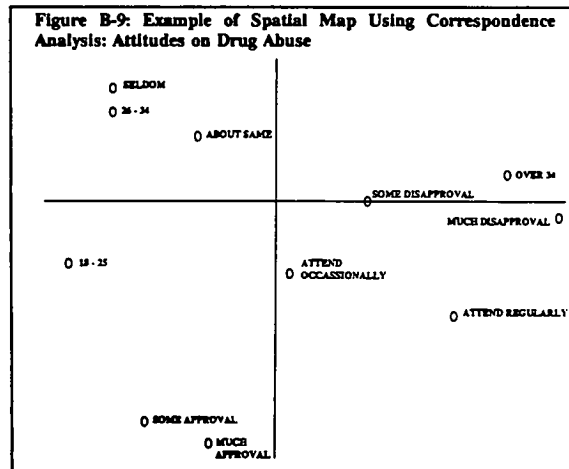 Figure B-9: Example of Spatial Map Using Correspondence
Analysis: Attitudes on Drug Abuse
SELDOM
26 - 34
ABOUT SAME
OVER 34
SOME DISAPPROVAL
MUCH DISAPPROVAL
18 - 25
ATTEND
OCCASSIONALLY
ATTEND REGULARLY
SOME APPROVAL
MUCH
APPROVAL